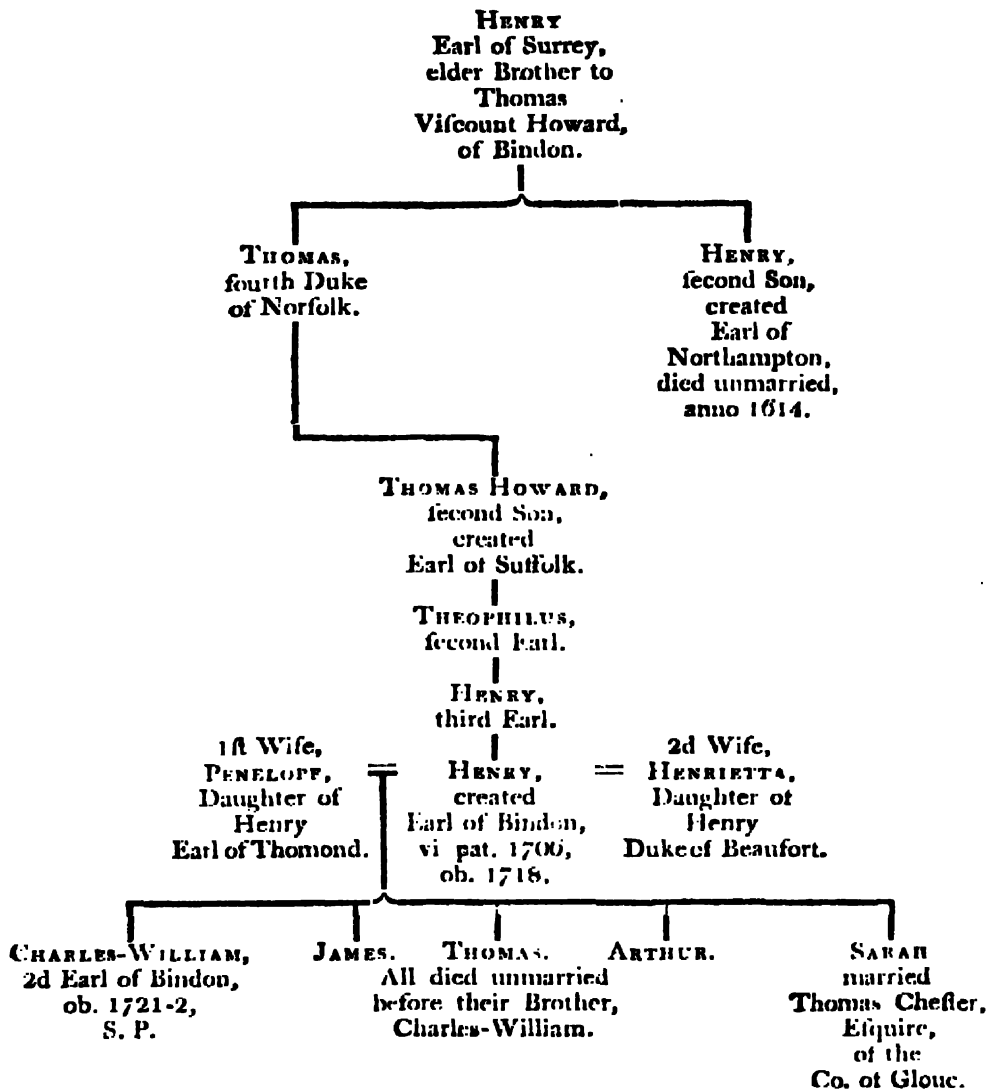 HENRY
Earl of Surrey,
elder Brother to
Thomas
Viſcount Howard,
of Bindon.
THOMAS,
fourth Duke
of Norfolk.
HENRY,
ſecond Son,
created
Earl of
Northampton,
died unmarried,
anno 1614.
THOMAS HOWARD,
ſecond Son,
created
Earl of Suffolk.
THEOPHILUS,
ſecond Earl.
HENRY,
third Earl.
1ſt Wife,
PENELOPE,
Daughter of
Henry
Earl of Thomond.
=
HENRY,
created
Earl of Bindon,
vi pat. 1706,
ob. 1718.
=
2d Wife,
HENRIETTA,
Daughter of
Henry
Duke of Beaufort.
CHARLES-WILLIAM,
2d Earl of Bindon,
ob. 1721-2,
S. P.
JAMES.
THOMAS.
ARTHUR.
All died unmarried
before their Brother,
Charles-William.
SARAH
married
Thomas Cheſter,
Eſquire,
of the
Co. of Glouc.